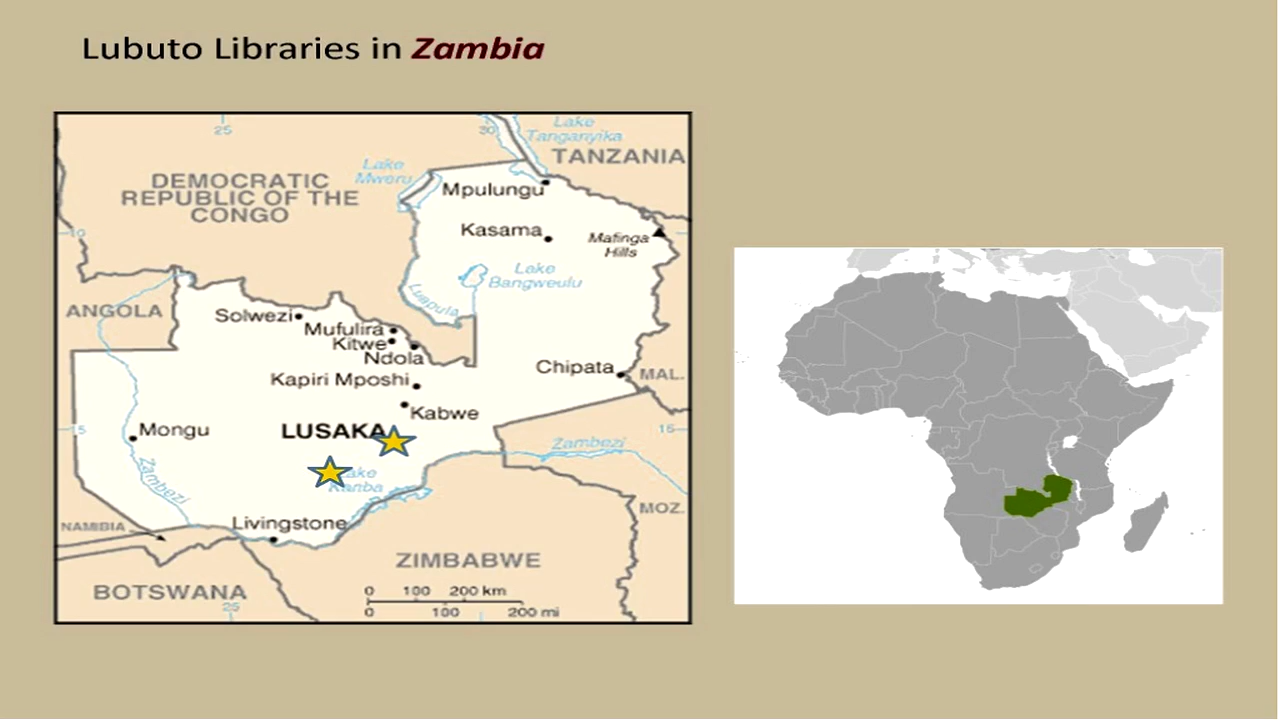 Lubuto Libraries in Zambia
25
30
Lake
Tanganyika
TANZANIA
Lake
Mweru
DEMOCRATIC
REPUBLIC OF THE
CONGO
Mpulungu
Kasama
Mafinga
Hills
10
Lake
Bangweulu
Luapula
ANGOLA
Solwezi
Mufulira
Kitwe
Ndola
Chipata
MAL.
Kapiri Mposhi
Kabwe
Mongu
LUSAKA
15
Zambezi
Zambezi
NAMIBIA
Livingstone
MOZ.
ZIMBABWE
BOTSWANA
25
0 100 200 km
0 100 200 mi